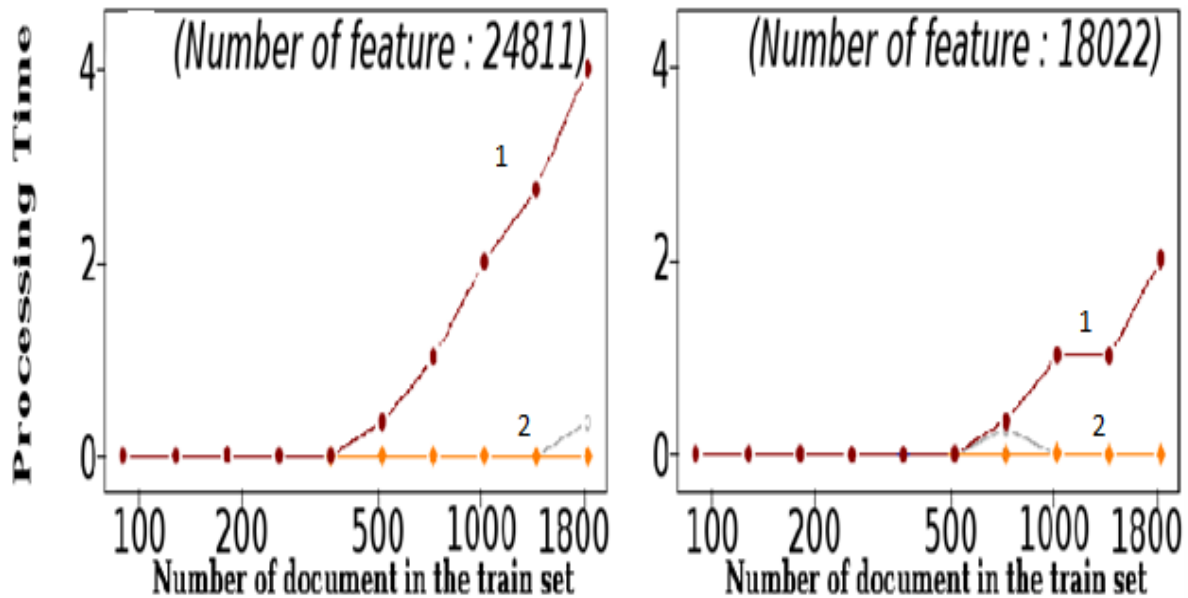 Processing Time
(Number of feature : 24811)
4
2
0
1
2
100 200 500 1000 1800
Number of document in the train set
(Number of feature : 18022)
4
2
0
1
2
100 200 500 1000 1800
Number of document in the train set